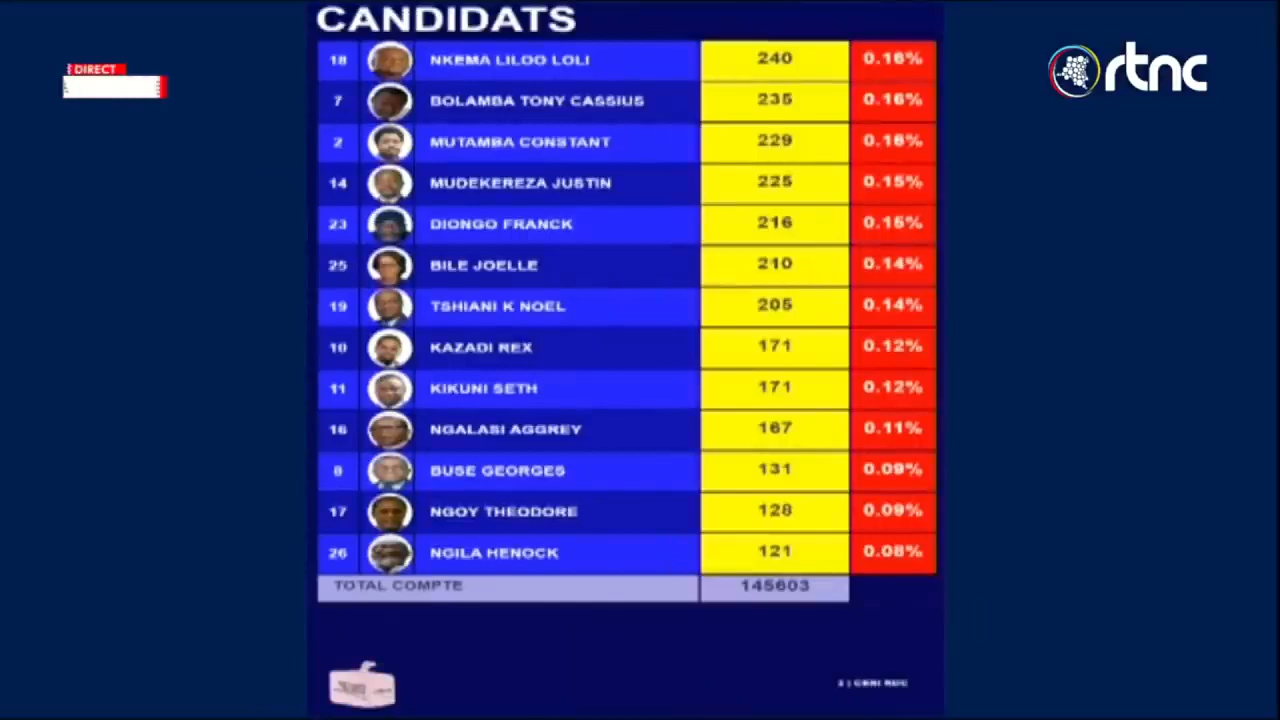 CANDIDATS
DIRECT
rtnc
18 NKEMA LILOO LOLI 240 0.16%
7 BOLAMBA TONY CASSIUS 235 0.16%
2 MUTAMBA CONSTANT 229 0.16%
14 MUDEKEREZA JUSTIN 225 0.15%
23 DIONGO FRANCK 216 0.15%
25 BILE JOELLE 210 0.14%
19 TSHIANI K NOEL 205 0.14%
10 KAZADI REX 171 0.12%
11 KIKUNI SETH 171 0.12%
16 NGALASI AGGREY 167 0.11%
8 BUSE GEORGES 131 0.09%
17 NGOY THEODORE 128 0.09%
26 NGILA HENOCK 121 0.08%
TOTAL COMPTE 145603
2 | CENI RDC